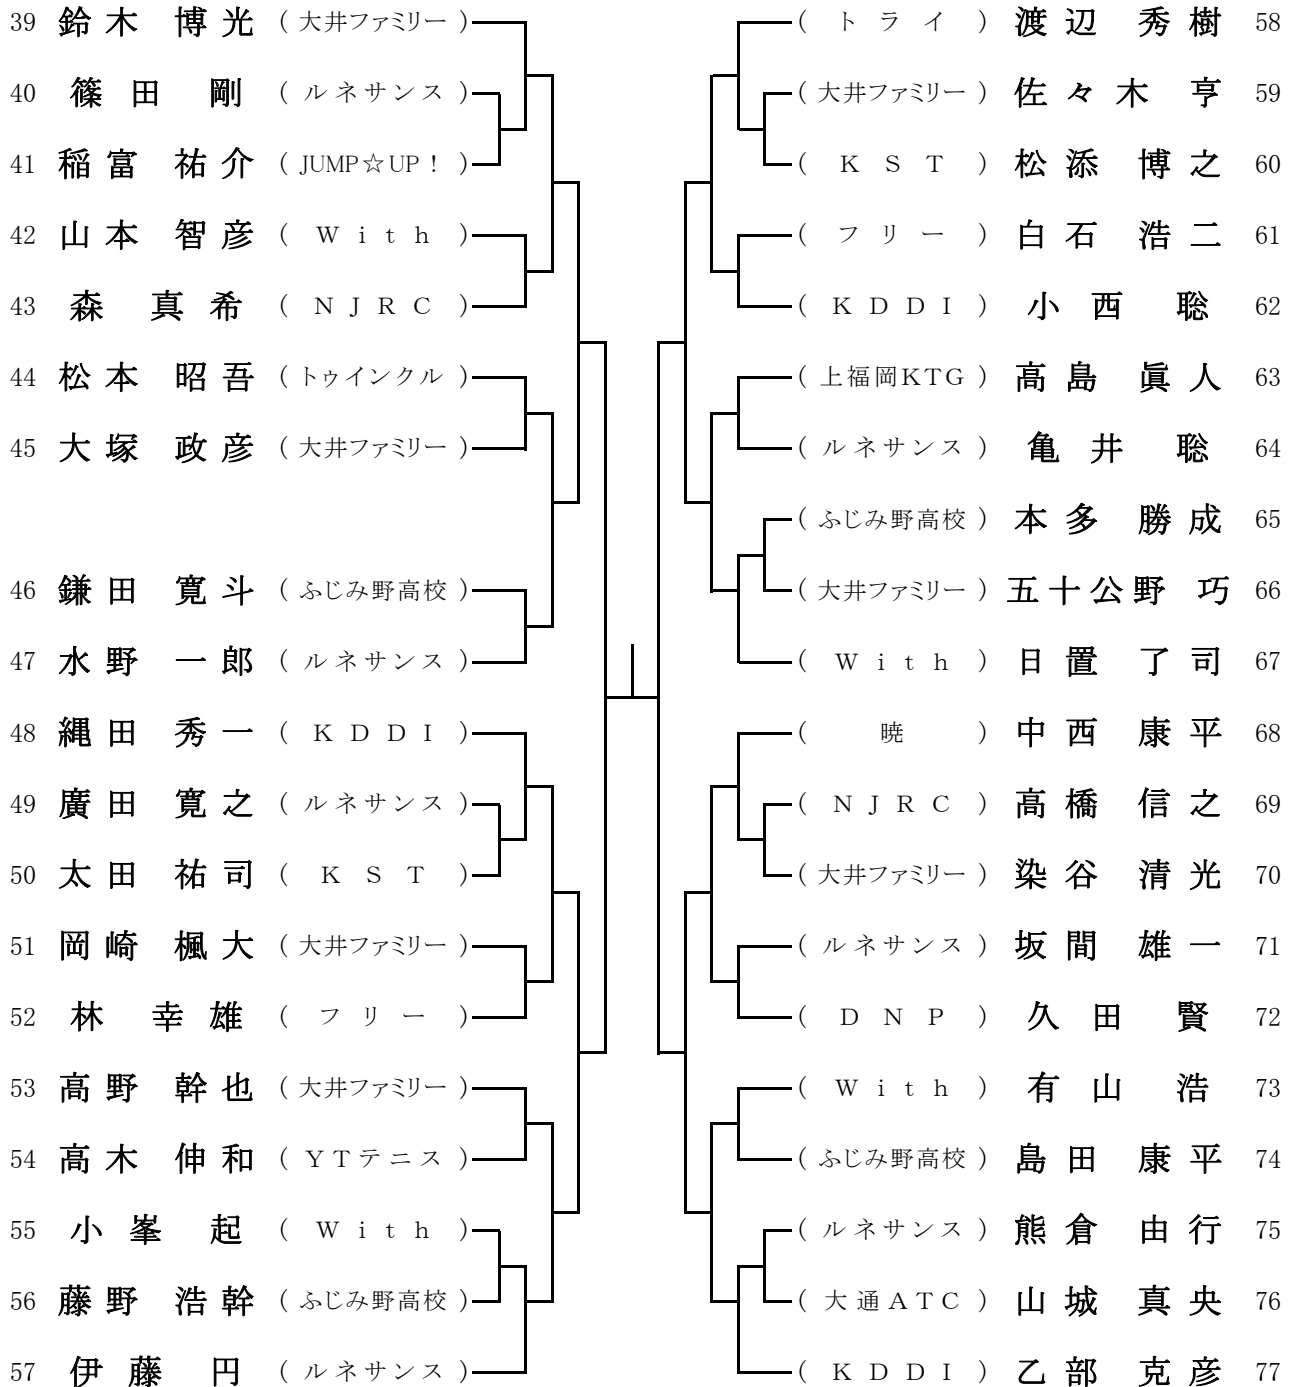 39 鈴木 博光 (大井ファミリー)
40 篠田 剛 (ルネサンス)
41 稲富 祐介 (JUMP☆UP！)
42 山本 智彦 (With)
43 森 真希 (NJRC)
44 松本 昭吾 (トゥインクル)
45 大塚 政彦 (大井ファミリー)
46 鎌田 寛斗 (ふじみ野高校)
47 水野 一郎 (ルネサンス)
48 縄田 秀一 (KDDI)
49 廣田 寛之 (ルネサンス)
50 太田 祐司 (KST)
51 岡崎 楓大 (大井ファミリー)
52 林 幸雄 (フリー)
53 高野 幹也 (大井ファミリー)
54 高木 伸和 (YTテニス)
55 小峯 起 (With)
56 藤野 浩幹 (ふじみ野高校)
57 伊藤 円 (ルネサンス)
(トライ) 渡辺 秀樹 58
(大井ファミリー) 佐々木 亨 59
(KST) 松添 博之 60
(フリー) 白石 浩二 61
(KDDI) 小西 聡 62
(上福岡KTG) 高島 眞人 63
(ルネサンス) 亀井 聡 64
(ふじみ野高校) 本多 勝成 65
(大井ファミリー) 五十公野 巧 66
(With) 日置 了司 67
(暁) 中西 康平 68
(NJRC) 高橋 信之 69
(大井ファミリー) 染谷 清光 70
(ルネサンス) 坂間 雄一 71
(DNP) 久田 賢 72
(With) 有山 浩 73
(ふじみ野高校) 島田 康平 74
(ルネサンス) 熊倉 由行 75
(大通ATC) 山城 真央 76
(KDDI) 乙部 克彦 77